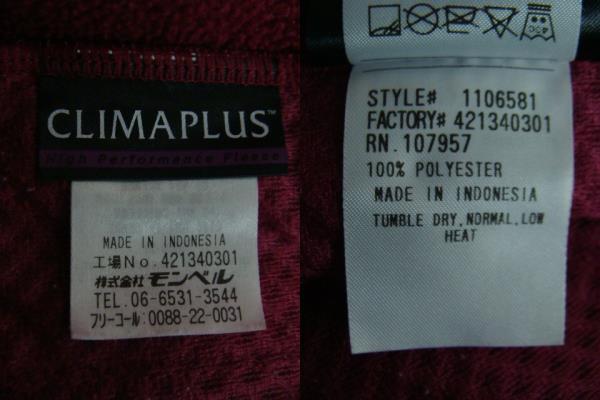 CLIMAPLUS™
High Performance Fleece
MADE IN INDONESIA
工場No. 421340301
株式会社 モンベル
TEL. 06-6531-3544
フリーコール:0088-22-0031
STYLE# 1106581
FACTORY# 421340301
RN. 107957
100% POLYESTER
MADE IN INDONESIA
TUMBLE DRY, NORMAL, LOW
HEAT